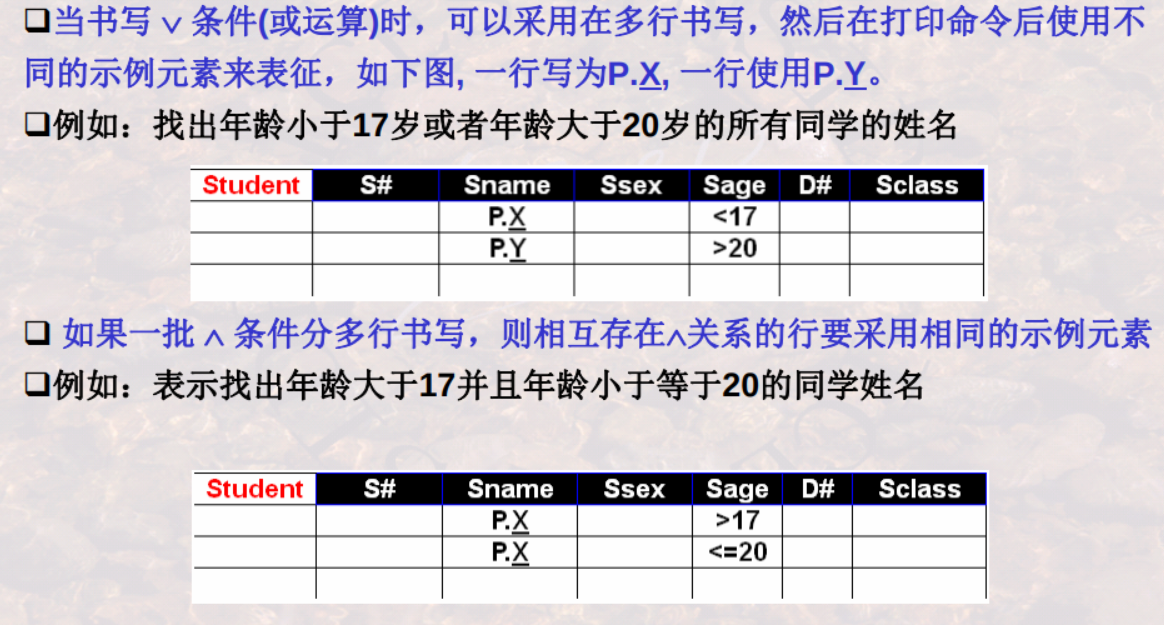 ❑当书写 ∨ 条件(或运算)时，可以采用在多行书写，然后在打印命令后使用不
同的示例元素来表征，如下图, 一行写为P.X, 一行使用P.Y。
❑例如：找出年龄小于17岁或者年龄大于20岁的所有同学的姓名
Student S# Sname Ssex Sage D# Sclass
P.X <17
P.Y >20
❑ 如果一批 ∧ 条件分多行书写，则相互存在∧关系的行要采用相同的示例元素
❑例如：表示找出年龄大于17并且年龄小于等于20的同学姓名
Student S# Sname Ssex Sage D# Sclass
P.X >17
P.X <=20